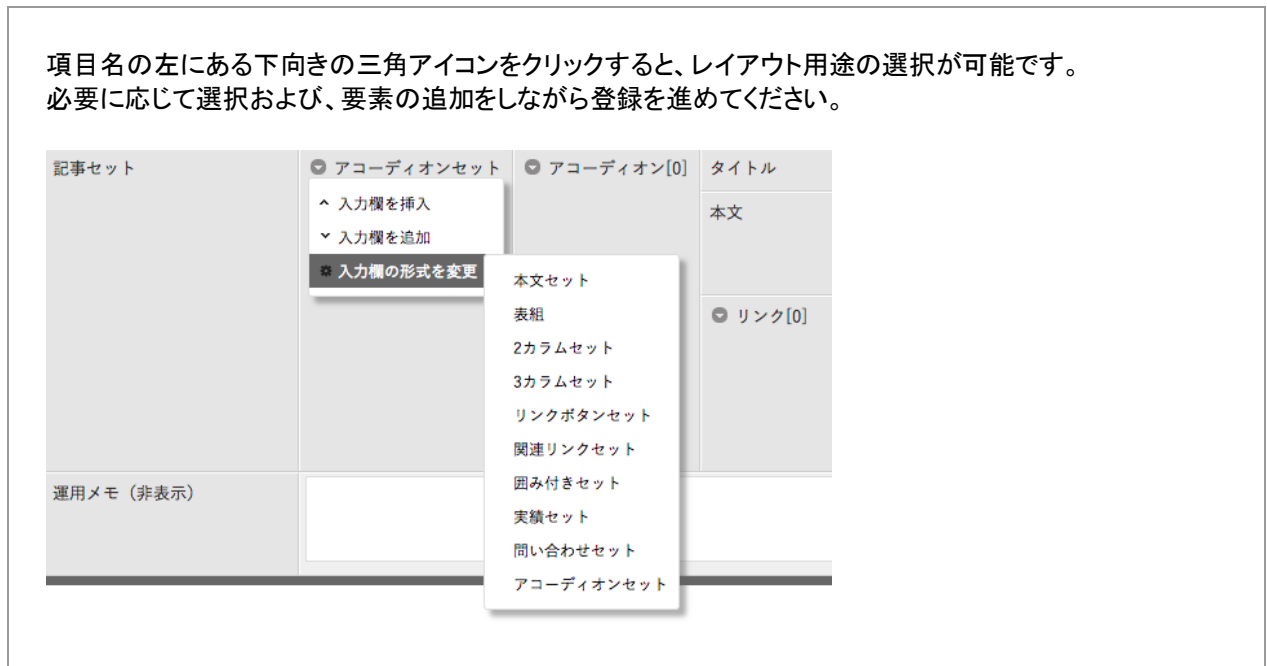 項目名の左にある下向きの三角アイコンをクリックすると、レイアウト用途の選択が可能です。
必要に応じて選択および、要素の追加をしながら登録を進めてください。
記事セット
アコーディオンセット
アコーディオン[0]
タイトル
入力欄を挿入
本文
入力欄を追加
入力欄の形式を変更
本文セット
表組
リンク[0]
2カラムセット
3カラムセット
リンクボタンセット
関連リンクセット
囲み付きセット
運用メモ（非表示）
実績セット
問い合わせセット
アコーディオンセット